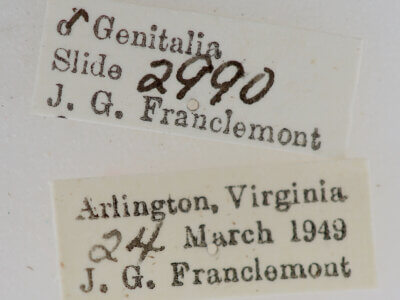 ♂ Genitalia
Slide 2990
J. G. Franclemont
Arlington, Virginia
24 March 1949
J. G. Franclemont